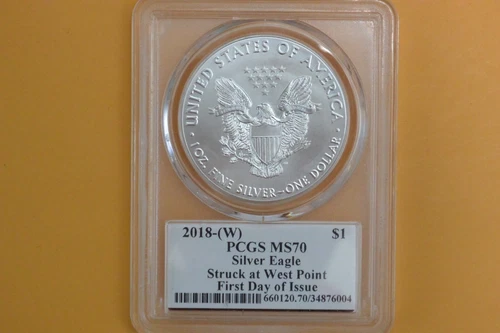 UNITED STATES OF AMERICA
1 OZ. FINE SILVER~ONE DOLLAR
2018-(W) $1
PCGS MS70
Silver Eagle
Struck at West Point
First Day of Issue
660120.70/34876004